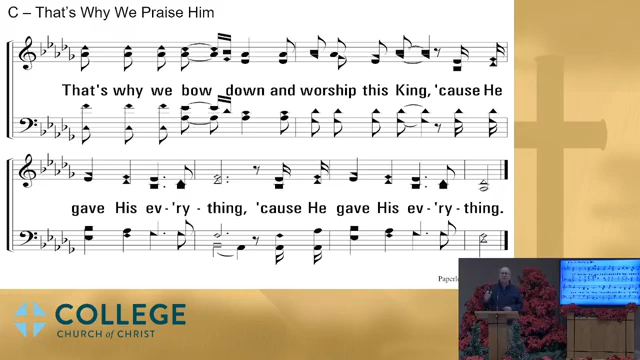 C – That's Why We Praise Him
That's why we bow down and worship this King, 'cause He
gave His ev-'ry - thing, 'cause He gave His ev-'ry-thing.
COLLEGE
CHURCH of CHRIST